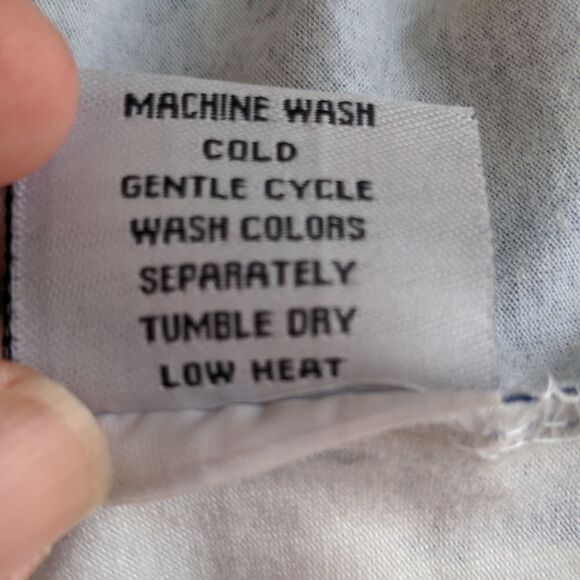 MACHINE WASH
COLD
GENTLE CYCLE
WASH COLORS
SEPARATELY
TUMBLE DRY
LOW HEAT